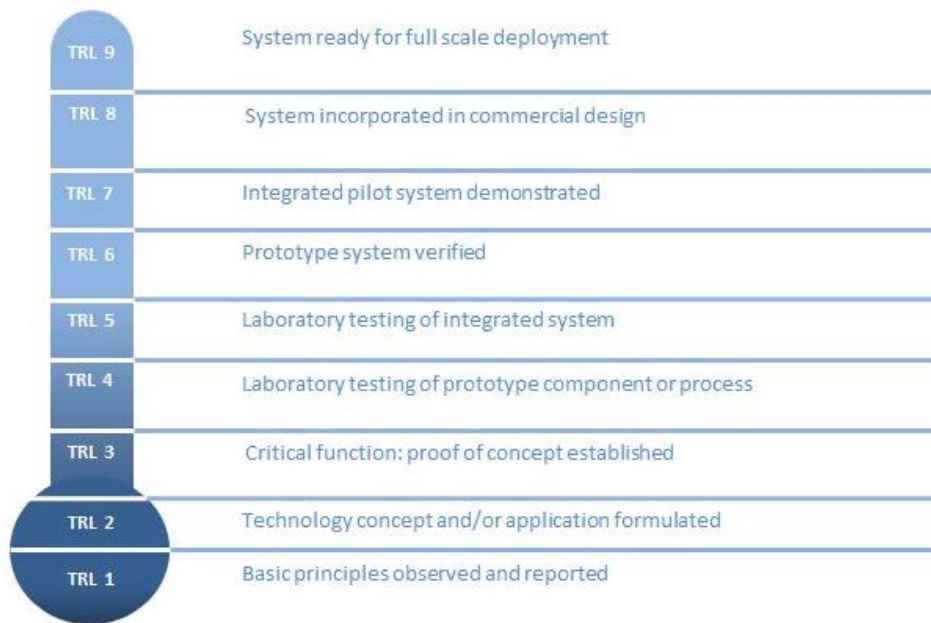 TRL 9 System ready for full scale deployment
TRL 8 System incorporated in commercial design
TRL 7 Integrated pilot system demonstrated
TRL 6 Prototype system verified
TRL 5 Laboratory testing of integrated system
TRL 4 Laboratory testing of prototype component or process
TRL 3 Critical function: proof of concept established
TRL 2 Technology concept and/or application formulated
TRL 1 Basic principles observed and reported